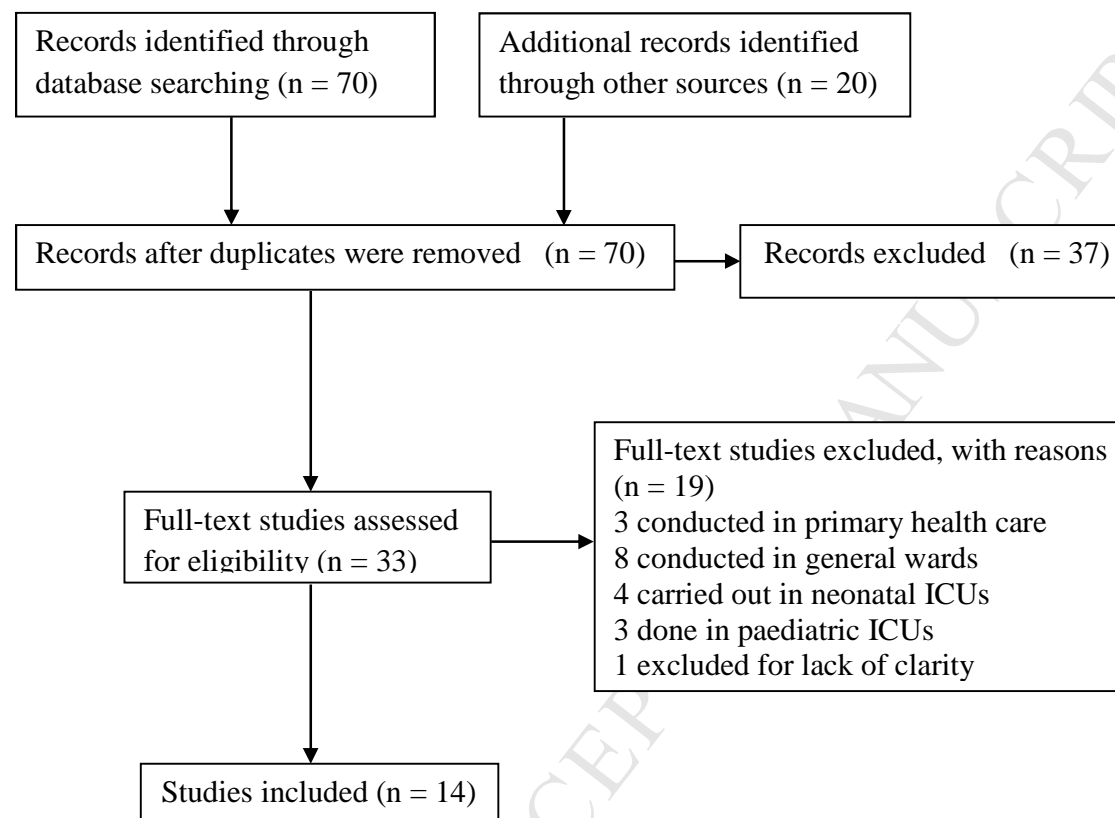 Records identified through
database searching (n = 70)
Additional records identified
through other sources (n = 20)
Records after duplicates were removed (n = 70)
Records excluded (n = 37)
Full-text studies assessed
for eligibility (n = 33)
Full-text studies excluded, with reasons
(n = 19)
3 conducted in primary health care
8 conducted in general wards
4 carried out in neonatal ICUs
3 done in paediatric ICUs
1 excluded for lack of clarity
Studies included (n = 14)